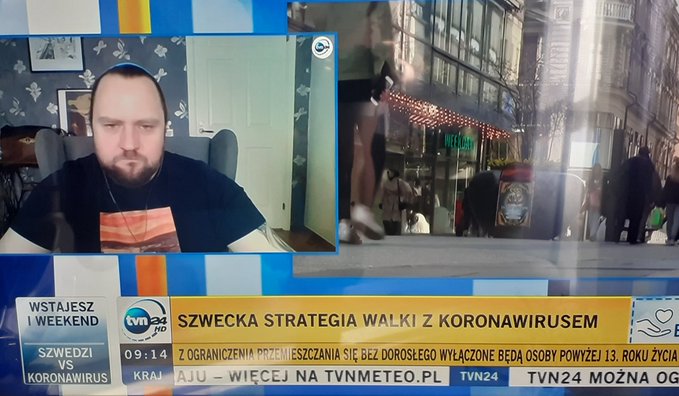 tvn24
WSTAJESZ
I WEEKEND
SZWEDZI
VS
KORONAWIRUS
tvn24
HD
09:14
KRAJ
SZWECKA STRATEGIA WALKI Z KORONAWIRUSEM
Z OGRANICZENIA PRZEMIESZCZANIA SIĘ BEZ DOROSŁEGO WYŁĄCZONE BĘDĄ OSOBY POWYŻEJ 13. ROKU ŻYCIA
AJU – WIĘCEJ NA TVNMETEO.PL TVN24 TVN24 MOŻNA OG